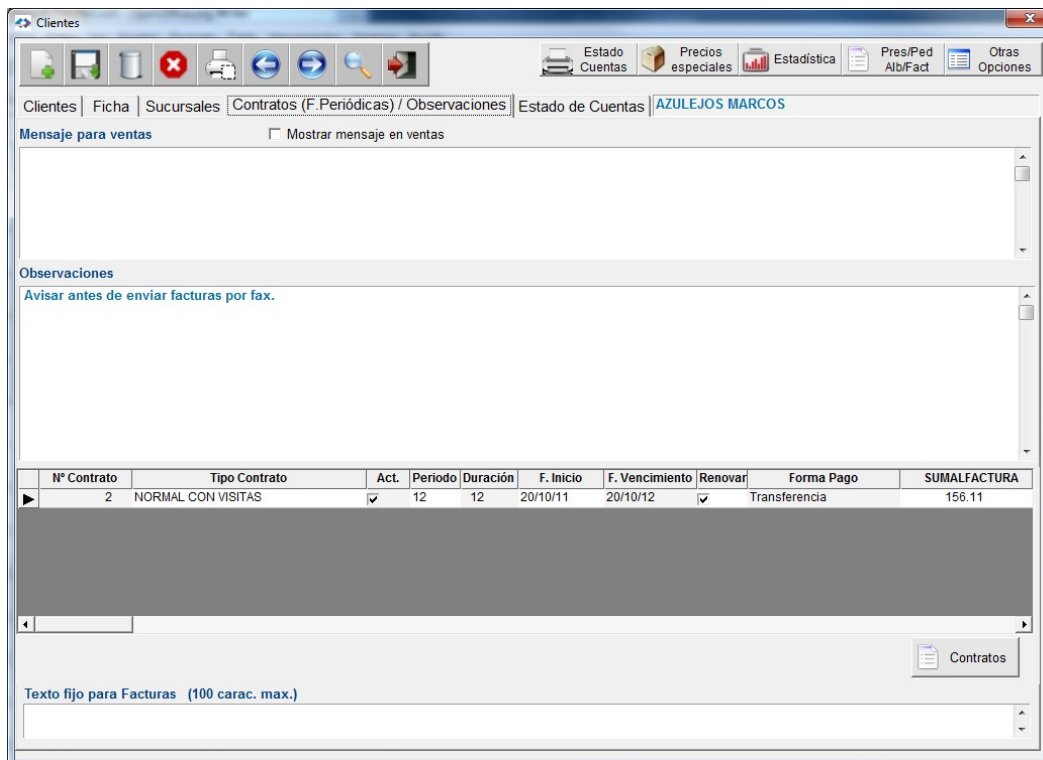 Clientes
Estado Cuentas
Precios especiales
Estadística
Pres/Ped Alb/Fact
Otras Opciones
Clientes Ficha Sucursales Contratos (F.Periódicas) / Observaciones Estado de Cuentas AZULEJOS MARCOS
Mensaje para ventas Mostrar mensaje en ventas
Observaciones
Avisar antes de enviar facturas por fax.
Nº Contrato Tipo Contrato Act. Periodo Duración F. Inicio F. Vencimiento Renovar Forma Pago SUMALFACTURA
2 NORMAL CON VISITAS 12 12 20/10/11 20/10/12 Transferencia 156.11
Contratos
Texto fijo para Facturas (100 carac. max.)